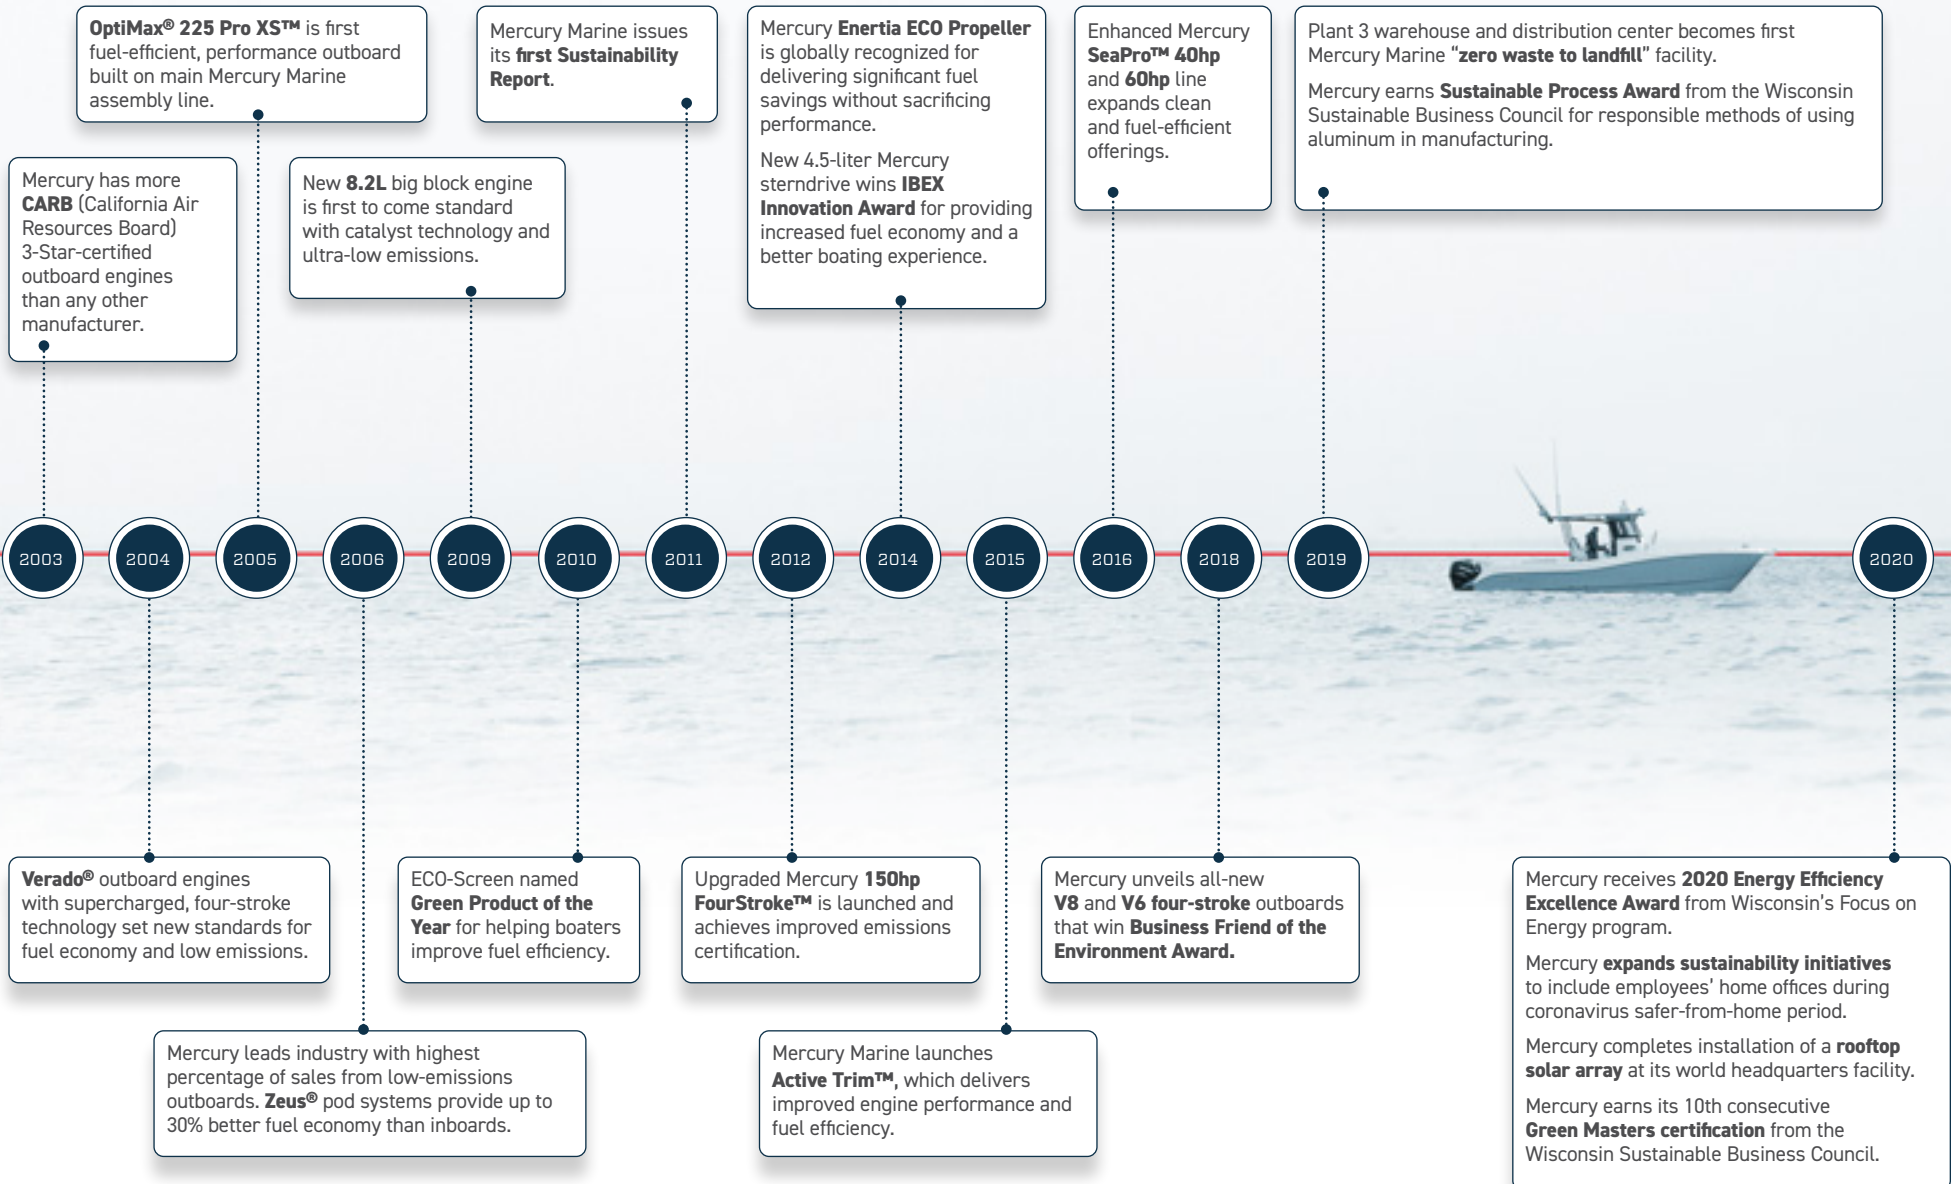 OptiMax® 225 Pro XS™ is first
fuel-efficient, performance outboard
built on main Mercury Marine
assembly line.
Mercury Marine issues
its first Sustainability
Report.
Mercury Enertia ECO Propeller
is globally recognized for
delivering significant fuel
savings without sacrificing
performance.
New 4.5-liter Mercury
sterndrive wins IBEX
Innovation Award for providing
increased fuel economy and a
better boating experience.
Enhanced Mercury
SeaPro™ 40hp
and 60hp line
expands clean
and fuel-efficient
offerings.
Plant 3 warehouse and distribution center becomes first
Mercury Marine “zero waste to landfill” facility.
Mercury earns Sustainable Process Award from the Wisconsin
Sustainable Business Council for responsible methods of using
aluminum in manufacturing.
Mercury has more
CARB (California Air
Resources Board)
3-Star-certified
outboard engines
than any other
manufacturer.
New 8.2L big block engine
is first to come standard
with catalyst technology and
ultra-low emissions.
2003
2004
2005
2006
2009
2010
2011
2012
2014
2015
2016
2018
2019
2020
Verado® outboard engines
with supercharged, four-stroke
technology set new standards for
fuel economy and low emissions.
ECO-Screen named
Green Product of the
Year for helping boaters
improve fuel efficiency.
Upgraded Mercury 150hp
FourStroke™ is launched and
achieves improved emissions
certification.
Mercury unveils all-new
V8 and V6 four-stroke outboards
that win Business Friend of the
Environment Award.
Mercury receives 2020 Energy Efficiency
Excellence Award from Wisconsin’s Focus on
Energy program.
Mercury expands sustainability initiatives
to include employees’ home offices during
coronavirus safer-from-home period.
Mercury completes installation of a rooftop
solar array at its world headquarters facility.
Mercury earns its 10th consecutive
Green Masters certification from the
Wisconsin Sustainable Business Council.
Mercury leads industry with highest
percentage of sales from low-emissions
outboards. Zeus® pod systems provide up to
30% better fuel economy than inboards.
Mercury Marine launches
Active Trim™, which delivers
improved engine performance and
fuel efficiency.